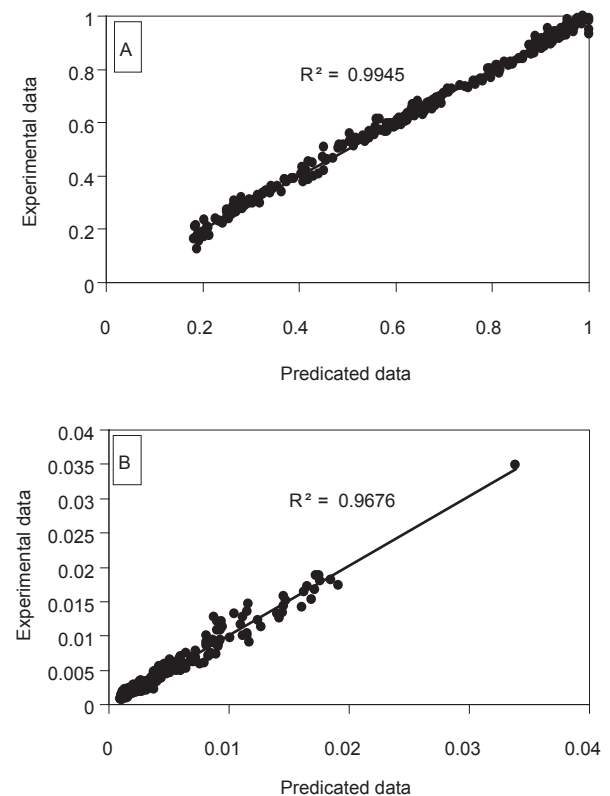 A
R² = 0.9945
Experimental data
1
0.8
0.6
0.4
0.2
0
0 0.2 0.4 0.6 0.8 1
Predicated data
B
R² = 0.9676
Experimental data
0.04
0.035
0.03
0.025
0.02
0.015
0.01
0.005
0
0 0.01 0.02 0.03 0.04
Predicated data